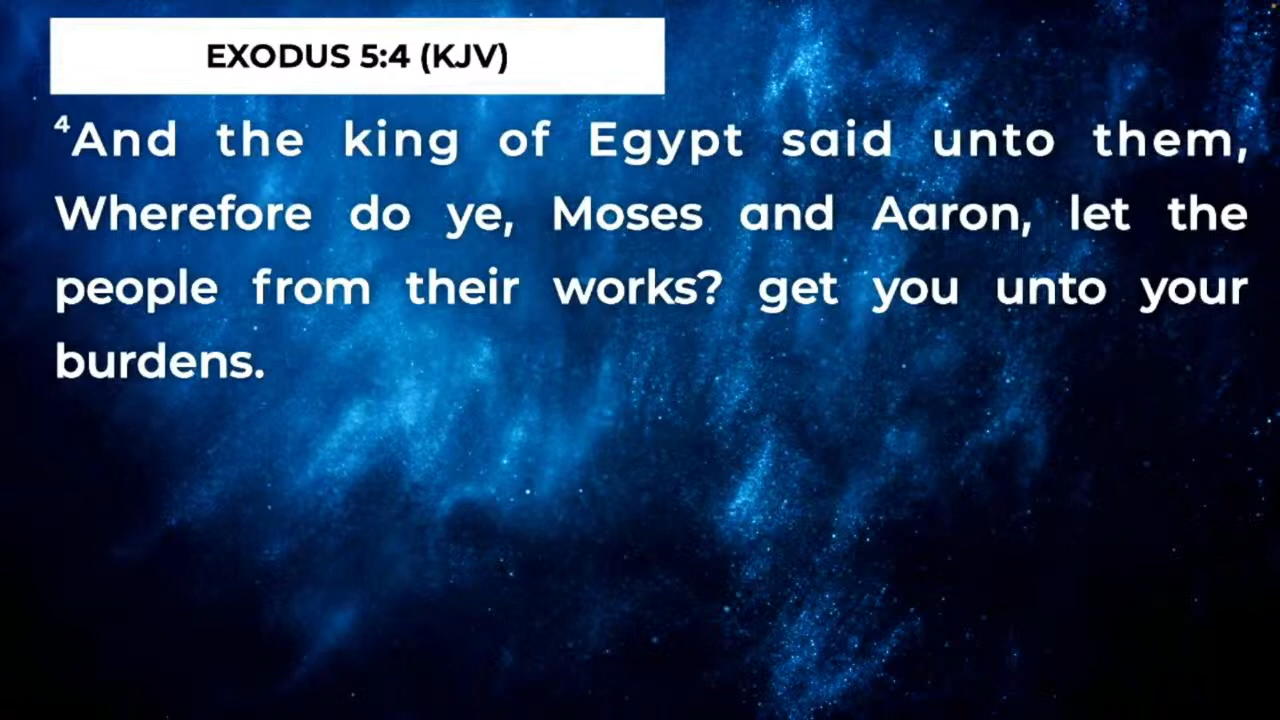 EXODUS 5:4 (KJV)
⁴And the king of Egypt said unto them,
Wherefore do ye, Moses and Aaron, let the
people from their works? get you unto your
burdens.